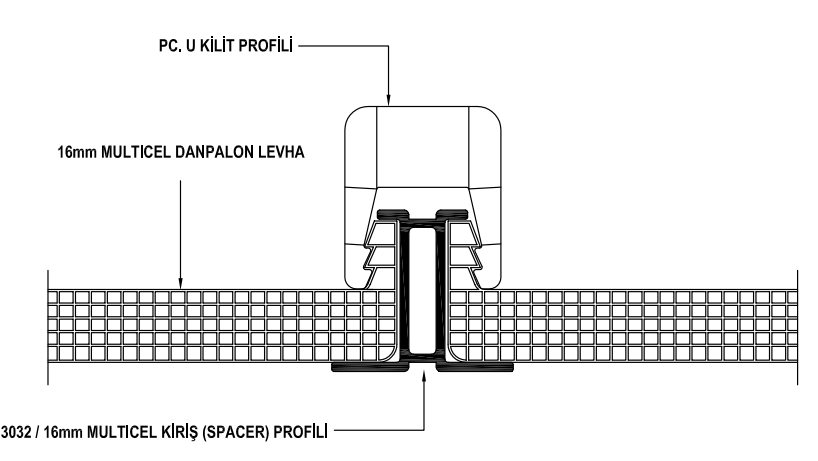 PC. U KİLİT PROFİLİ
16mm MULTICEL DANPALON LEVHA
3032 / 16mm MULTICEL KİRİŞ (SPACER) PROFİLİ